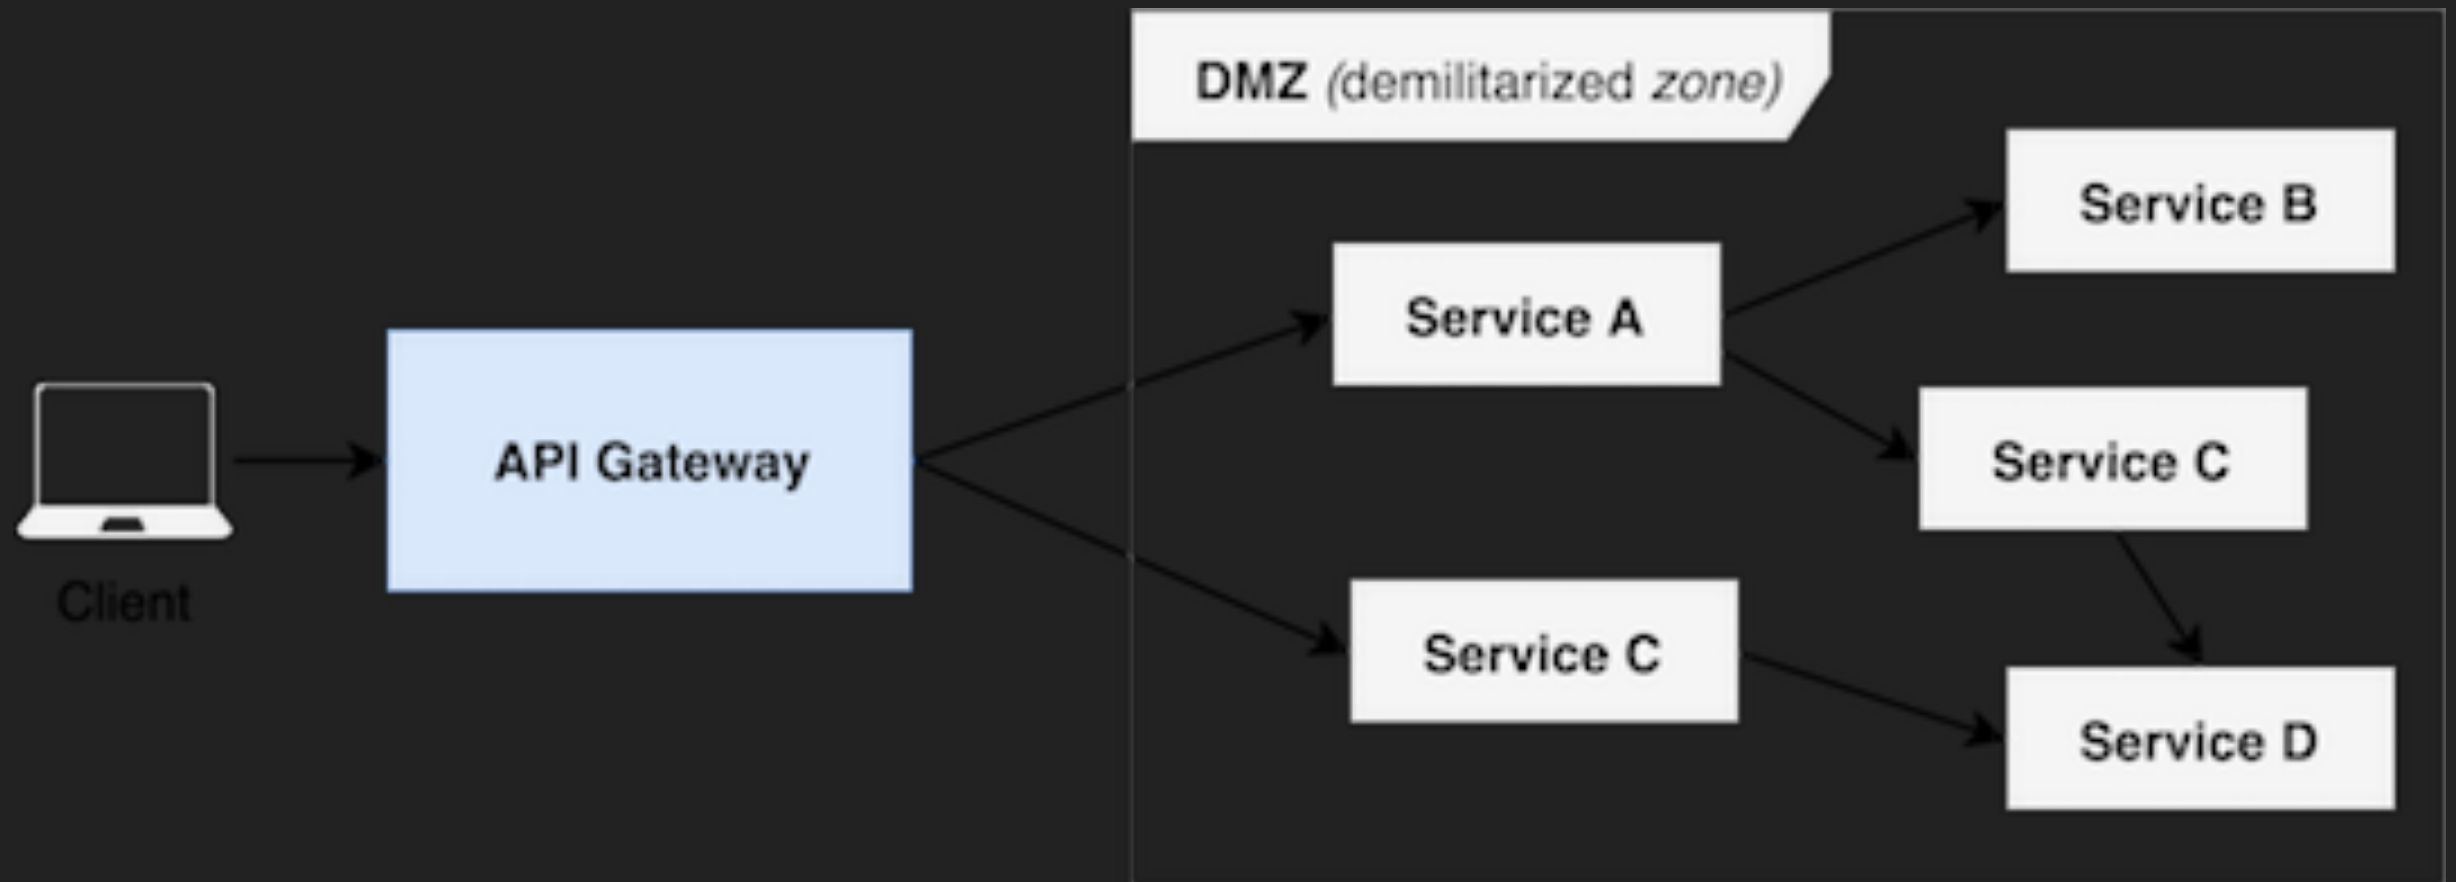 DMZ (demilitarized zone)
Service B
Service A
API Gateway
Service C
Client
Service C
Service D